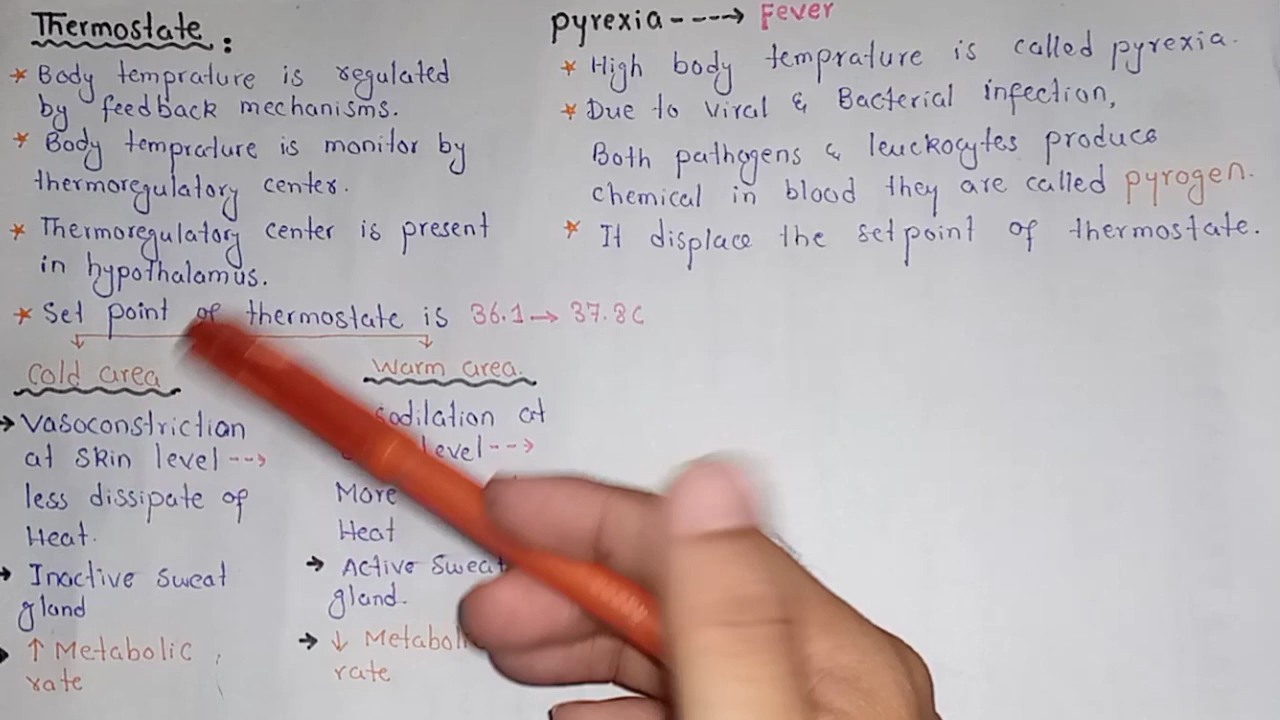 Thermostate :
* Body temprature is regulated
by feedback mechanisms.
* Body temprature is monitor by
thermoregulatory center.
* Thermoregulatory center is present
in hypothalamus.
* Set point of thermostate is 36.1 → 37.8C
Cold area
→ Vasoconstriction
at skin level --→
less dissipate of
Heat.
→ Inactive sweat
gland
→ ↑ Metabolic
rate
Warm area.
at
level --→
More
Heat
→ Active Sweat
gland.
→ ↓
rate
pyrexia ----→ Fever
* High body temprature is called pyrexia.
* Due to Viral & Bacterial infection,
Both pathogens & leuckocytes produce
chemical in blood they are called pyrogen.
* It displace the setpoint of thermostate.